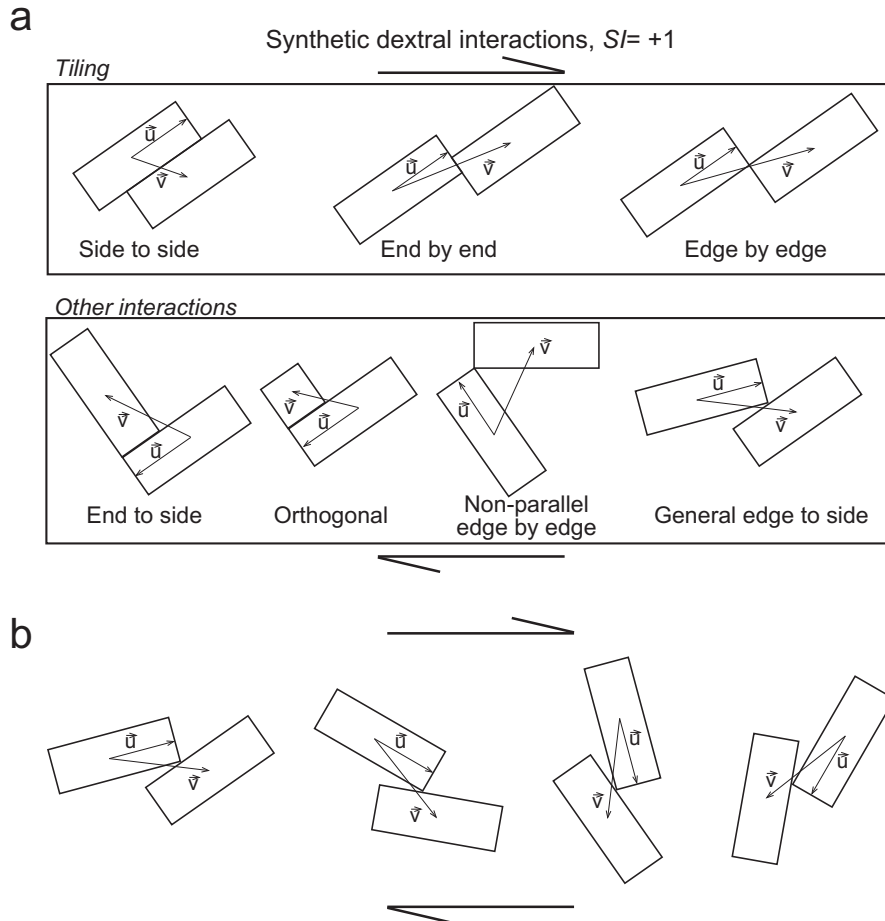 a
Synthetic dextral interactions, SI= +1
Tiling
u⃗
v⃗
u⃗
v⃗
u⃗
v⃗
Side to side
End by end
Edge by edge
Other interactions
v⃗
u⃗
v⃗
u⃗
v⃗
u⃗
u⃗
v⃗
End to side
Orthogonal
Non-parallel
edge by edge
General edge to side
b
u⃗
v⃗
u⃗
v⃗
u⃗
v⃗
v⃗
u⃗